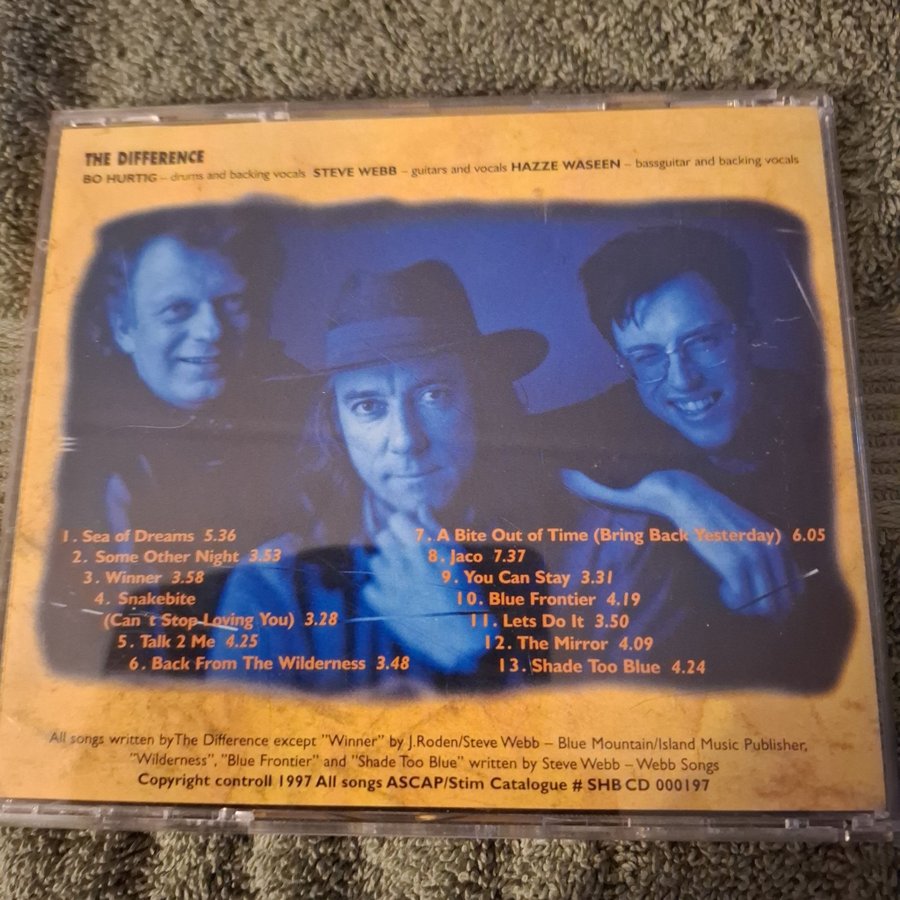 THE DIFFERENCE
BO HURTIG – drums and backing vocals STEVE WEBB – guitars and vocals HAZZE WASEEN – bassguitar and backing vocals
1. Sea of Dreams 5.36
2. Some Other Night 3.53
3. Winner 3.58
4. Snakebite
(Can´t Stop Loving You) 3.28
5. Talk 2 Me 4.25
6. Back From The Wilderness 3.48
7. A Bite Out of Time (Bring Back Yesterday) 6.05
8. Jaco 7.37
9. You Can Stay 3.31
10. Blue Frontier 4.19
11. Lets Do It 3.50
12. The Mirror 4.09
13. Shade Too Blue 4.24
All songs written byThe Difference except "Winner" by J.Roden/Steve Webb – Blue Mountain/Island Music Publisher,
"Wilderness", "Blue Frontier" and "Shade Too Blue" written by Steve Webb – Webb Songs
Copyright controll 1997 All songs ASCAP/Stim Catalogue # SHB CD 000197